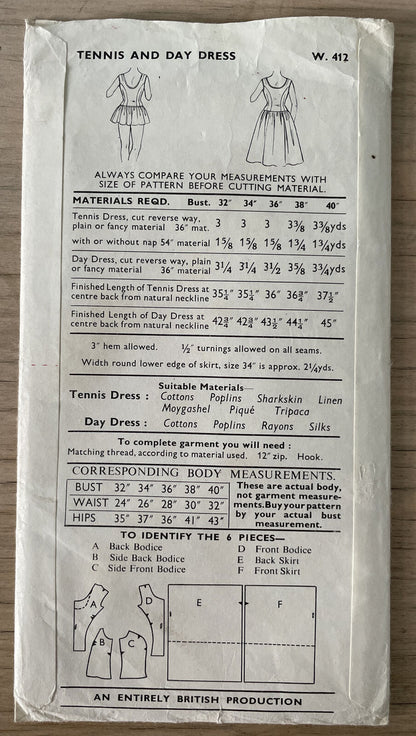 TENNIS AND DAY DRESS W. 412
ALWAYS COMPARE YOUR MEASUREMENTS WITH
SIZE OF PATTERN BEFORE CUTTING MATERIAL.
MATERIALS REQD. Bust. 32" 34" 36" 38" 40"
Tennis Dress, cut reverse way,
plain or fancy material 36" mat. 3 3 3 3⅜ 3⅜yds
with or without nap 54" material 1⅝ 1⅝ 1⅝ 1¾ 1¾yds
Day Dress, cut reverse way, plain
or fancy material 36" material 3¼ 3¼ 3½ 3⅝ 3¾yds
Finished Length of Tennis Dress at
centre back from natural neckline 35¼" 35¼" 36" 36¾" 37½"
Finished Length of Day Dress at
centre back from natural neckline 42¾" 42¾" 43½" 44¼" 45"
3" hem allowed. ½" turnings allowed on all seams.
Width round lower edge of skirt, size 34" is approx. 2¼yds.
Suitable Materials—
Tennis Dress : Cottons Poplins Sharkskin Linen
Moygashel Piqué Tripaca
Day Dress : Cottons Poplins Rayons Silks
To complete garment you will need :
Matching thread, according to material used. 12" zip. Hook.
CORRESPONDING BODY MEASUREMENTS.
BUST 32" 34" 36" 38" 40"
WAIST 24" 26" 28" 30" 32"
HIPS 35" 37" 36" 41" 43"
These are actual body,
not garment measure-
ments. Buy your pattern
by your actual bust
measurement.
TO IDENTIFY THE 6 PIECES—
A Back Bodice
B Side Back Bodice
C Side Front Bodice
D Front Bodice
E Back Skirt
F Front Skirt
A D E F
B C
AN ENTIRELY BRITISH PRODUCTION